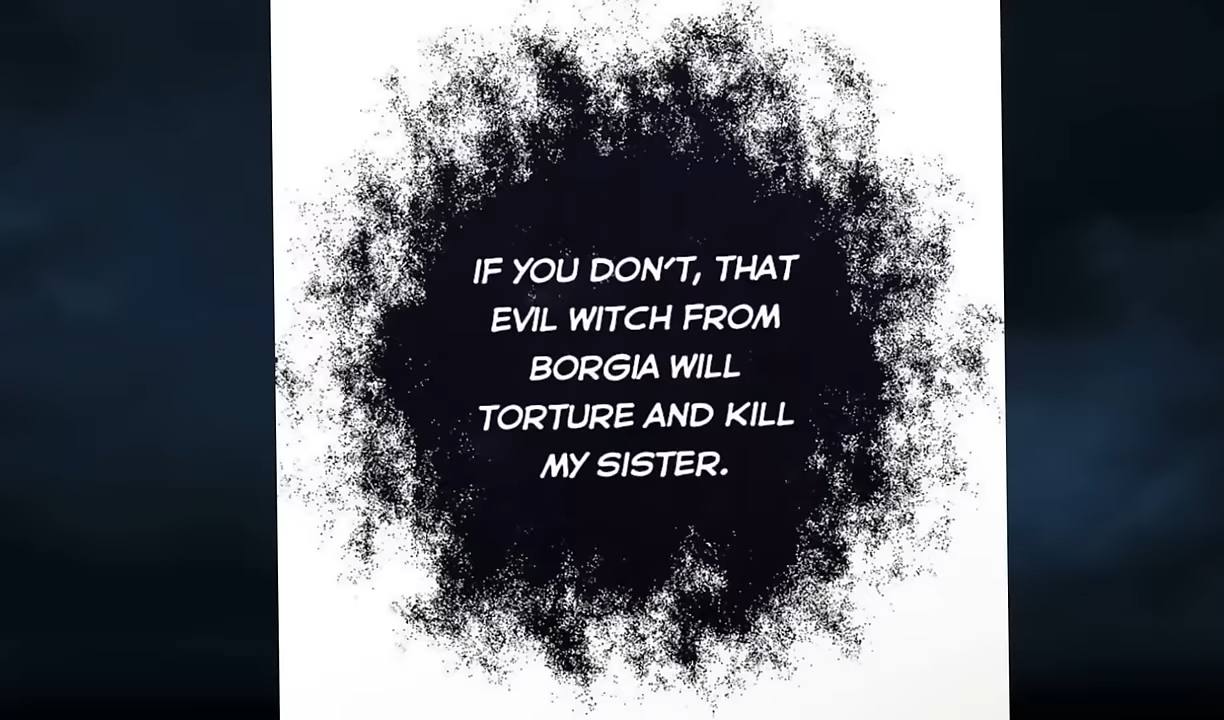 IF YOU DON'T, THAT
EVIL WITCH FROM
BORGIA WILL
TORTURE AND KILL
MY SISTER.